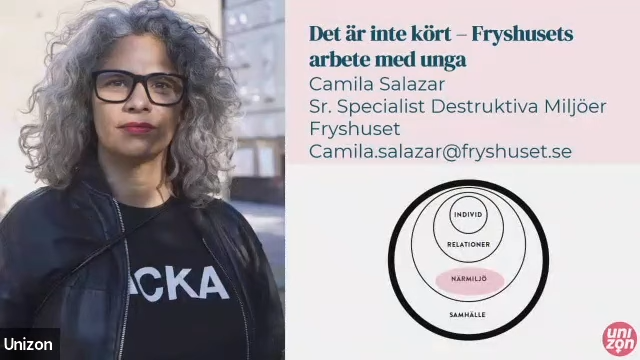 Det är inte kört – Fryshusets
arbete med unga
Camila Salazar
Sr. Specialist Destruktiva Miljöer
Fryshuset
Camila.salazar@fryshuset.se
ACKA
INDIVID
RELATIONER
NÄRMILJÖ
SAMHÄLLE
Unizon
uni
zon